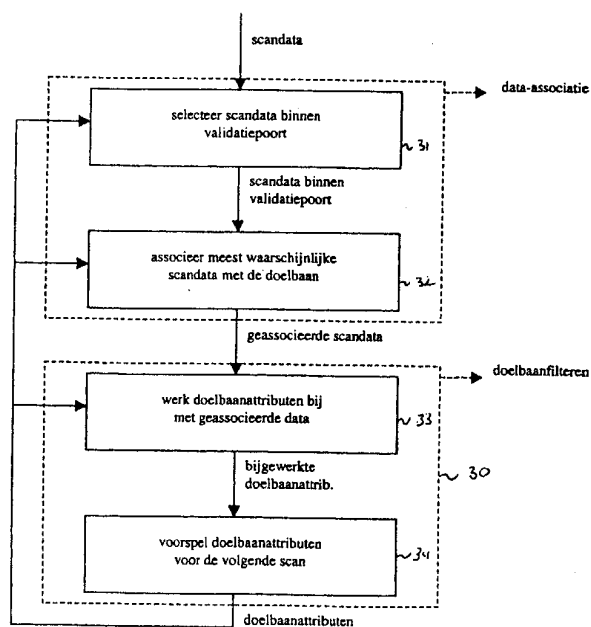 scandata
data-associatie
selecteer scandata binnen
validatiepoort
31
scandata binnen
validatiepoort
associeer meest waarschijnlijke
scandata met de doelbaan
32
geassocieerde scandata
doelbaanfilteren
werk doelbaanattributen bij
met geassocieerde data
33
bijgewerkte
doelbaanattrib.
30
voorspel doelbaanattributen
voor de volgende scan
34
doelbaanattributen